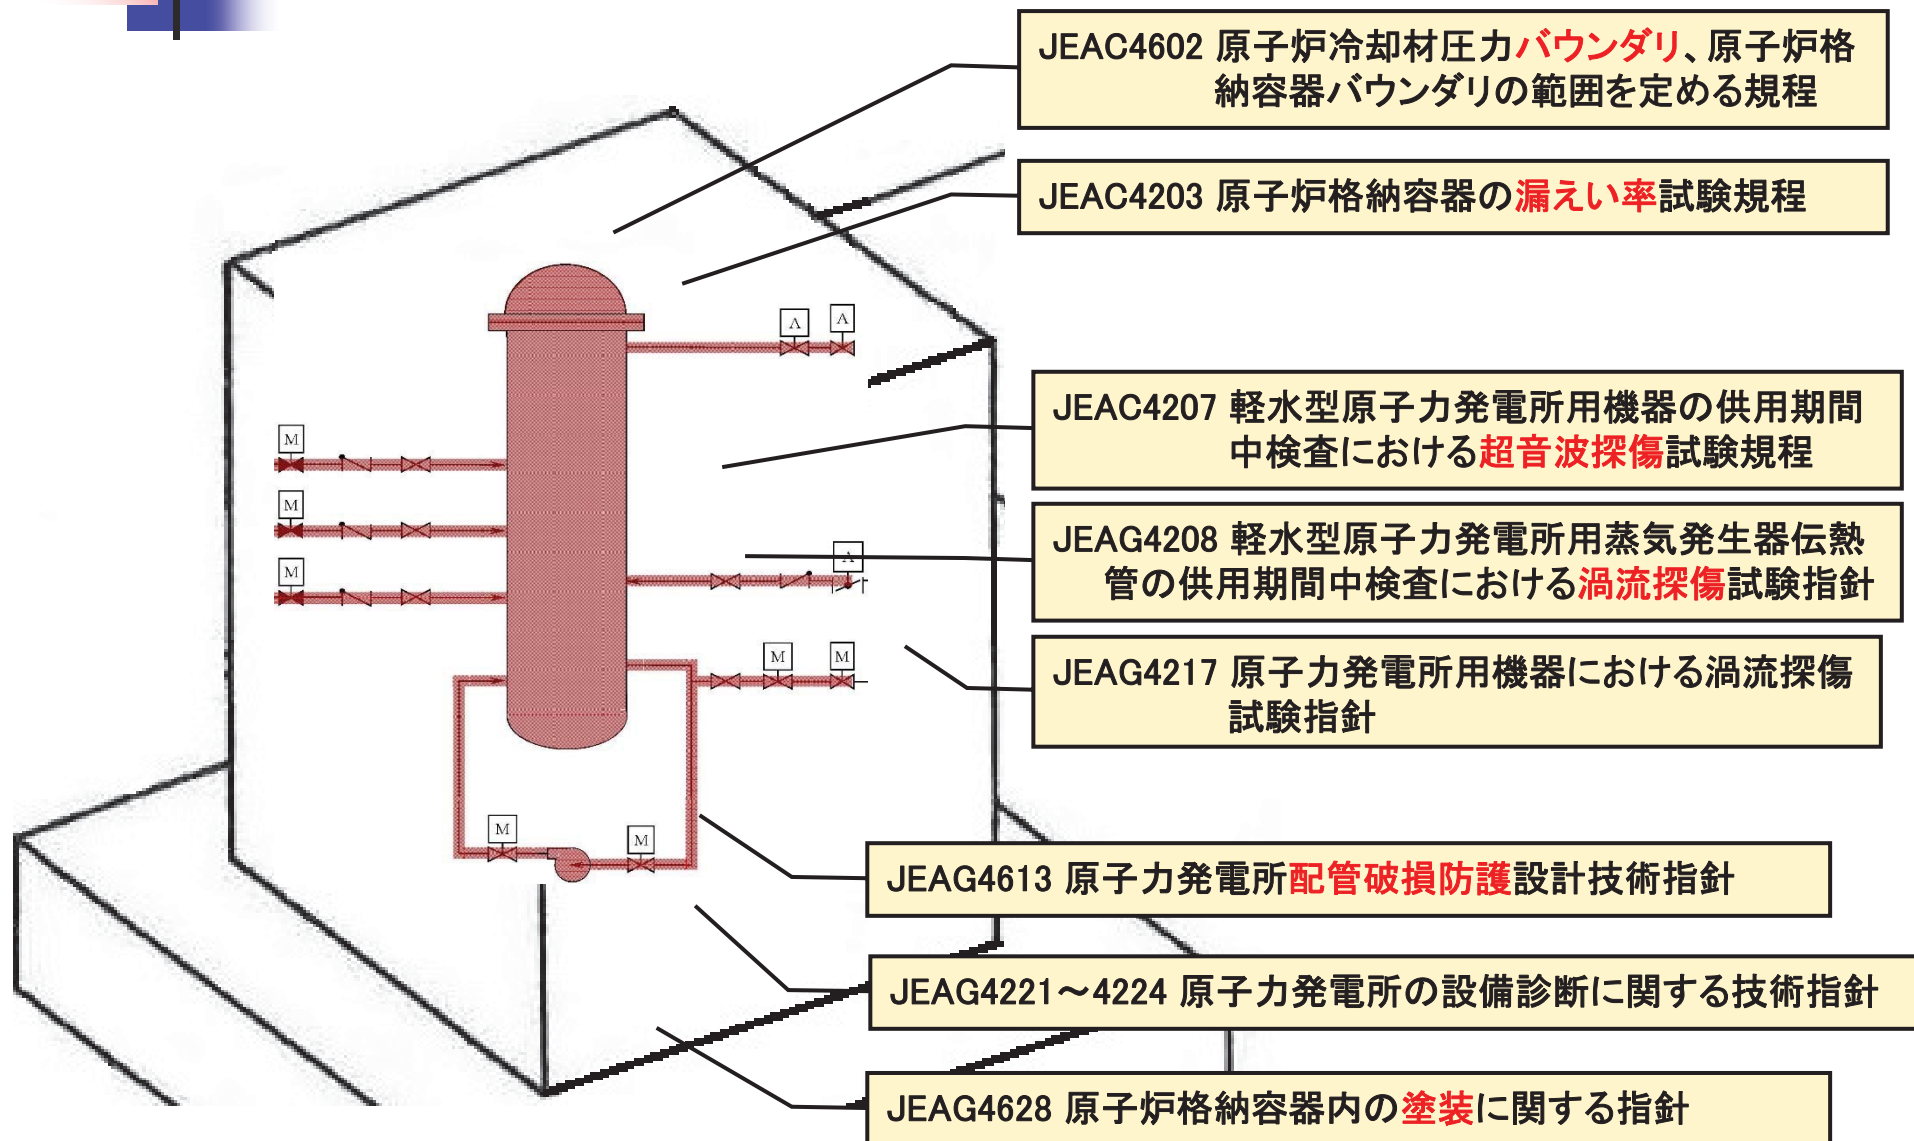 JEAC4602 原子炉冷却材圧力バウンダリ、原子炉格
納容器バウンダリの範囲を定める規程
JEAC4203 原子炉格納容器の漏えい率試験規程
A
A
JEAC4207 軽水型原子力発電所用機器の供用期間
中検査における超音波探傷試験規程
M
M
JEAG4208 軽水型原子力発電所用蒸気発生器伝熱
管の供用期間中検査における渦流探傷試験指針
A
M
M
M
JEAG4217 原子力発電所用機器における渦流探傷
試験指針
M
M
JEAG4613 原子力発電所配管破損防護設計技術指針
JEAG4221～4224 原子力発電所の設備診断に関する技術指針
JEAG4628 原子炉格納容器内の塗装に関する指針